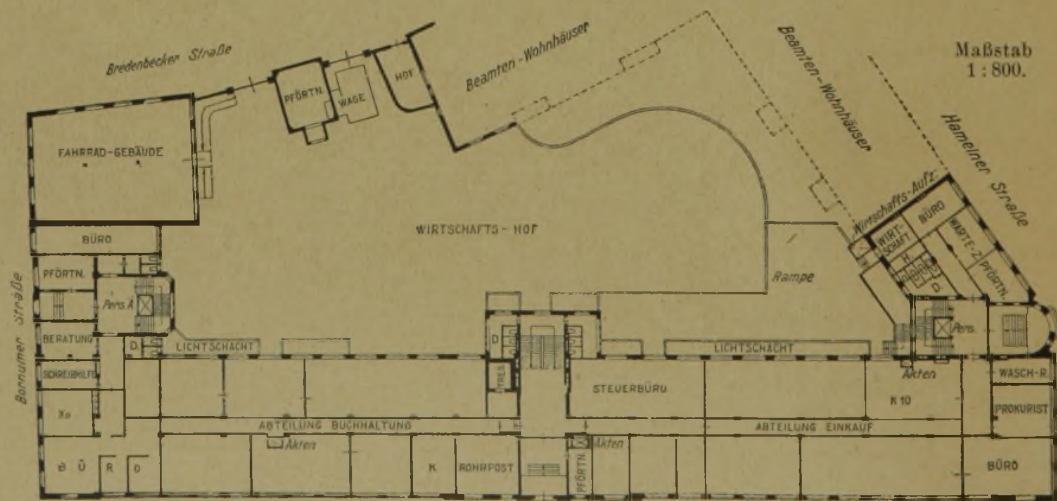 Maßstab
1 : 800.
Bredenbecker Straße
Beamten-Wohnhäuser
Beamten-Wohnhäuser
Hamelner Straße
PFÖRTN.
WAGE
HOF
FAHRRAD-GEBÄUDE
WIRTSCHAFTS-HOF
Rampe
Wirtschafts-Aufz.
BÜRO
WIRT-
SCHAFT
WARTE-Z.
PFÖRTN.
H
D
Pers.
BÜRO
PFÖRTN.
Pers. A
Bornumer Straße
BERATUNG
D.
LICHTSCHACHT
D
LICHTSCHACHT
Akten
WASCH-R.
SCHREIBHILFE
TRES.
STEUERBÜRO
K 10
PROKURIST
ABTEILUNG BUCHHALTUNG
ABTEILUNG EINKAUF
Akten
Akten
BÜRO
K.
ROHRPOST
PFÖRTN.
BÜRO